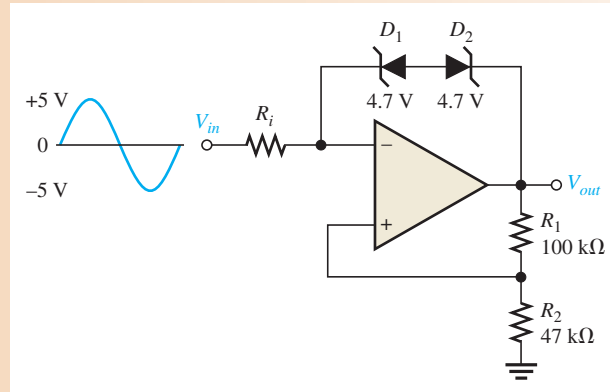 D1 D2
4.7 V 4.7 V
+5 V
0
–5 V
Vin
Ri
–
+
Vout
R1
100 kΩ
R2
47 kΩ